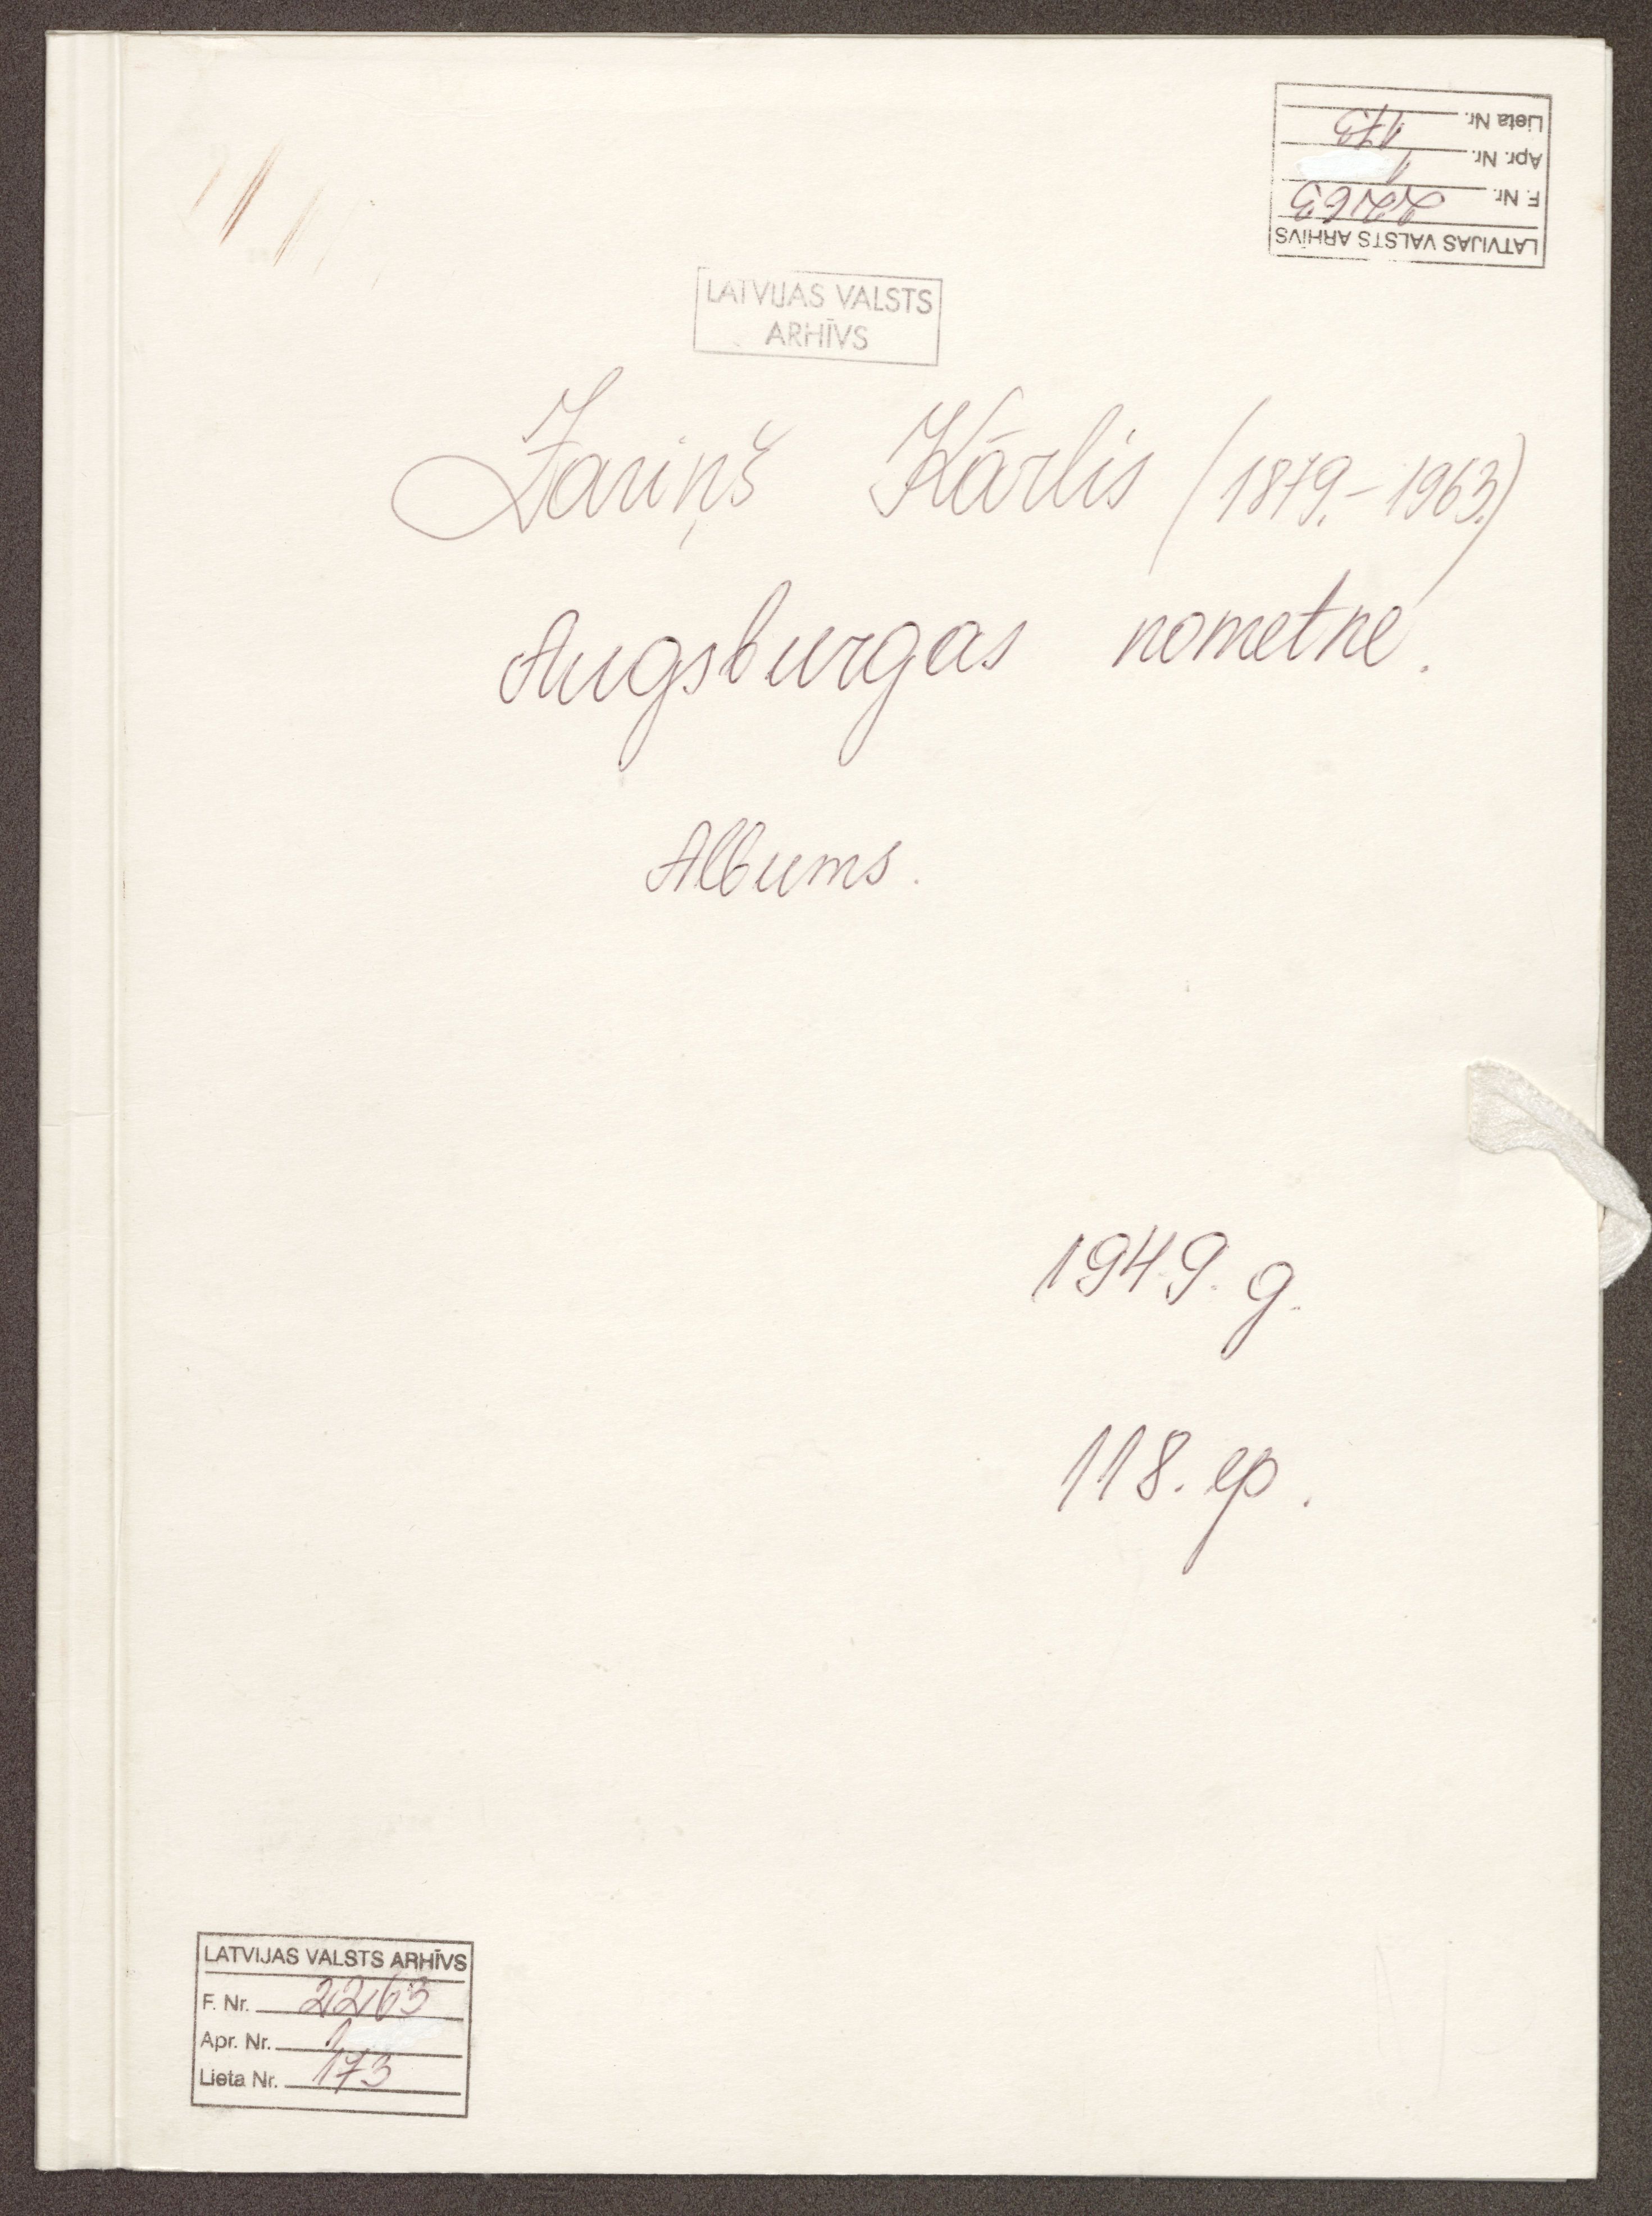 LATVIJAS VALSTS ARHĪVS
F. Nr. 2263
Apr. Nr. 1
Lieta Nr. 173
LATVIJAS VALSTS
ARHĪVS
Zariņš Kārlis (1879.-1963.)
Augsburgas nometne.
Albums.
1949. g.
118. lp.
LATVIJAS VALSTS ARHĪVS
F. Nr. 2263
Apr. Nr. 1
Lieta Nr. 173